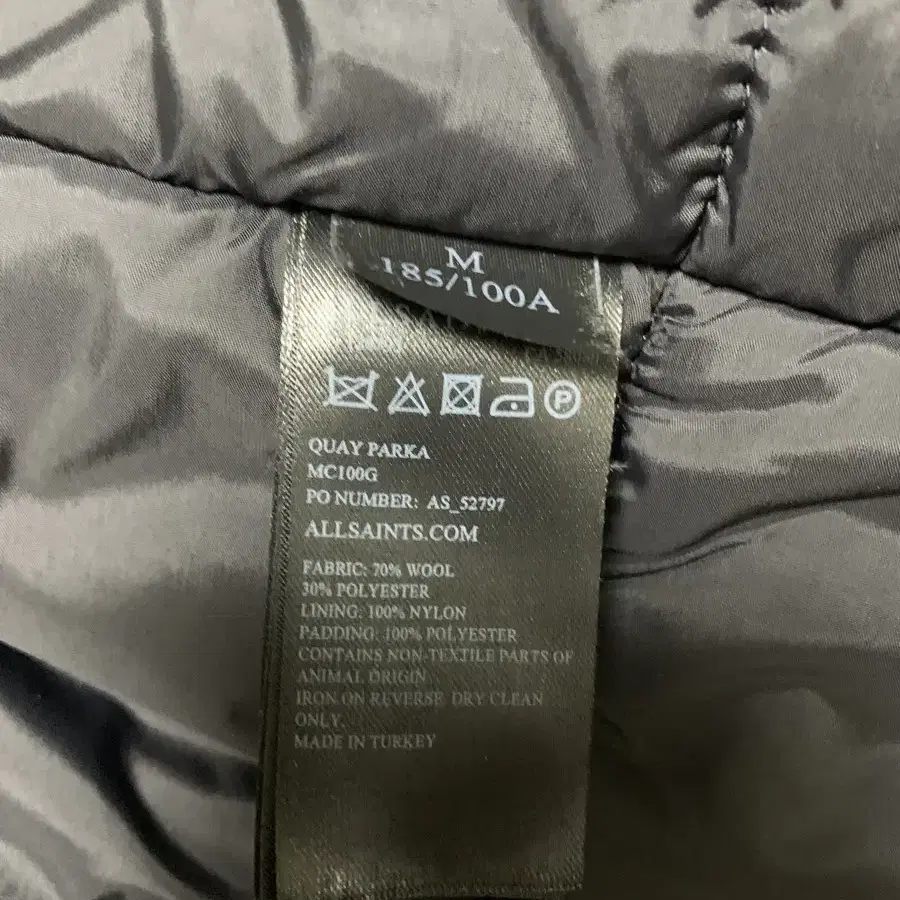 M
185/100A
P
QUAY PARKA
MC100G
PO NUMBER: AS_52797
ALLSAINTS.COM
FABRIC: 70% WOOL
30% POLYESTER
LINING: 100% NYLON
PADDING: 100% POLYESTER
CONTAINS NON-TEXTILE PARTS OF
ANIMAL ORIGIN
IRON ON REVERSE. DRY CLEAN
ONLY.
MADE IN TURKEY